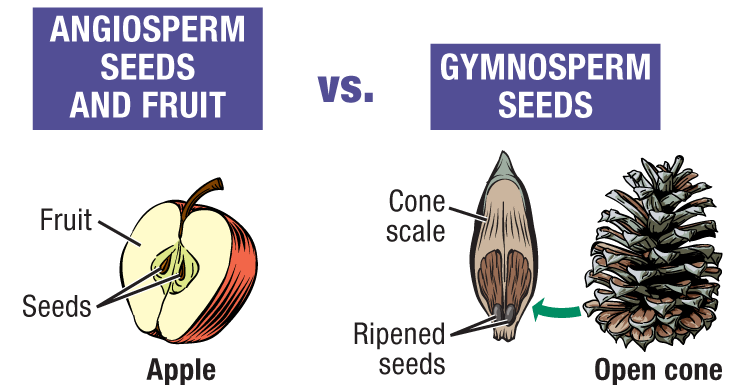 ANGIOSPERM
SEEDS
AND FRUIT
vs.
GYMNOSPERM
SEEDS
Fruit
Seeds
Apple
Cone
scale
Ripened
seeds
Open cone